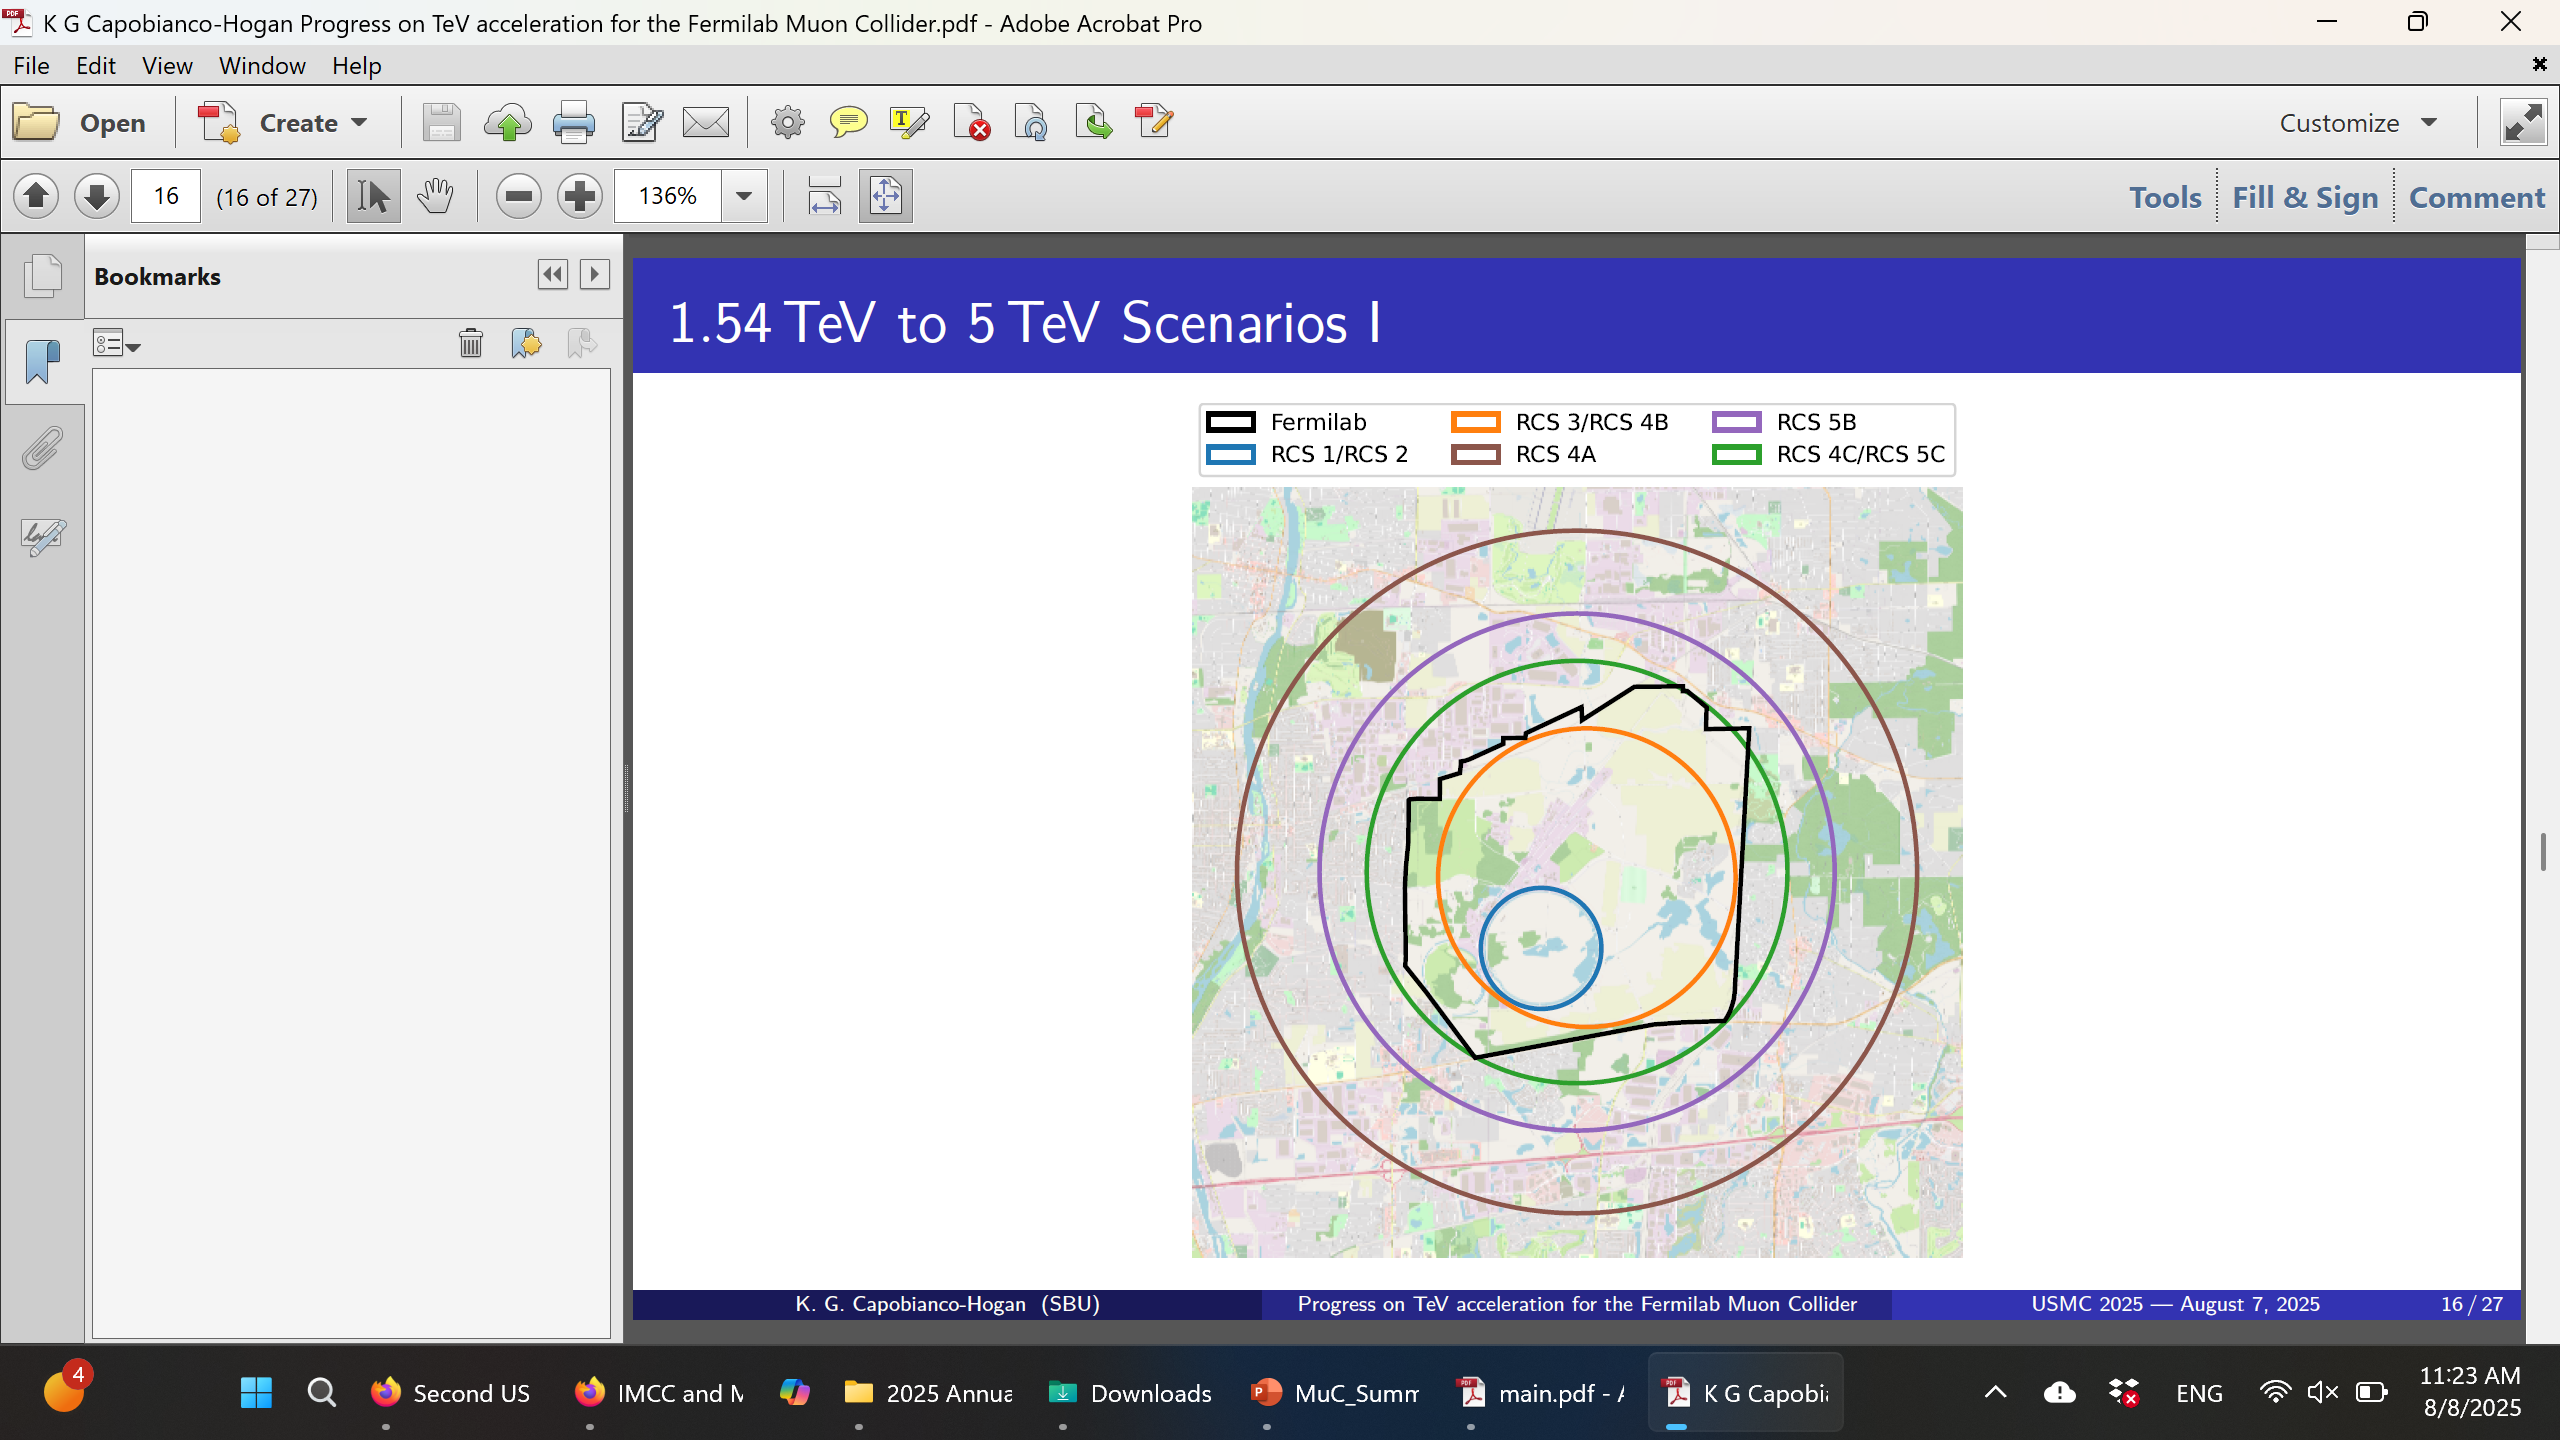 K G Capobianco-Hogan Progress on TeV acceleration for the Fermilab Muon Collider.pdf - Adobe Acrobat Pro
File Edit View Window Help
Open Create Customize
16 (16 of 27) 136% Tools Fill & Sign Comment
Bookmarks
1.54 TeV to 5 TeV Scenarios I
Fermilab RCS 3/RCS 4B RCS 5B
RCS 1/RCS 2 RCS 4A RCS 4C/RCS 5C
K. G. Capobianco-Hogan (SBU) Progress on TeV acceleration for the Fermilab Muon Collider USMC 2025 — August 7, 2025 16 / 27
4 Second US IMCC and M 2025 Annua Downloads MuC_Summ main.pdf - A K G Capobi ENG 11:23 AM
8/8/2025